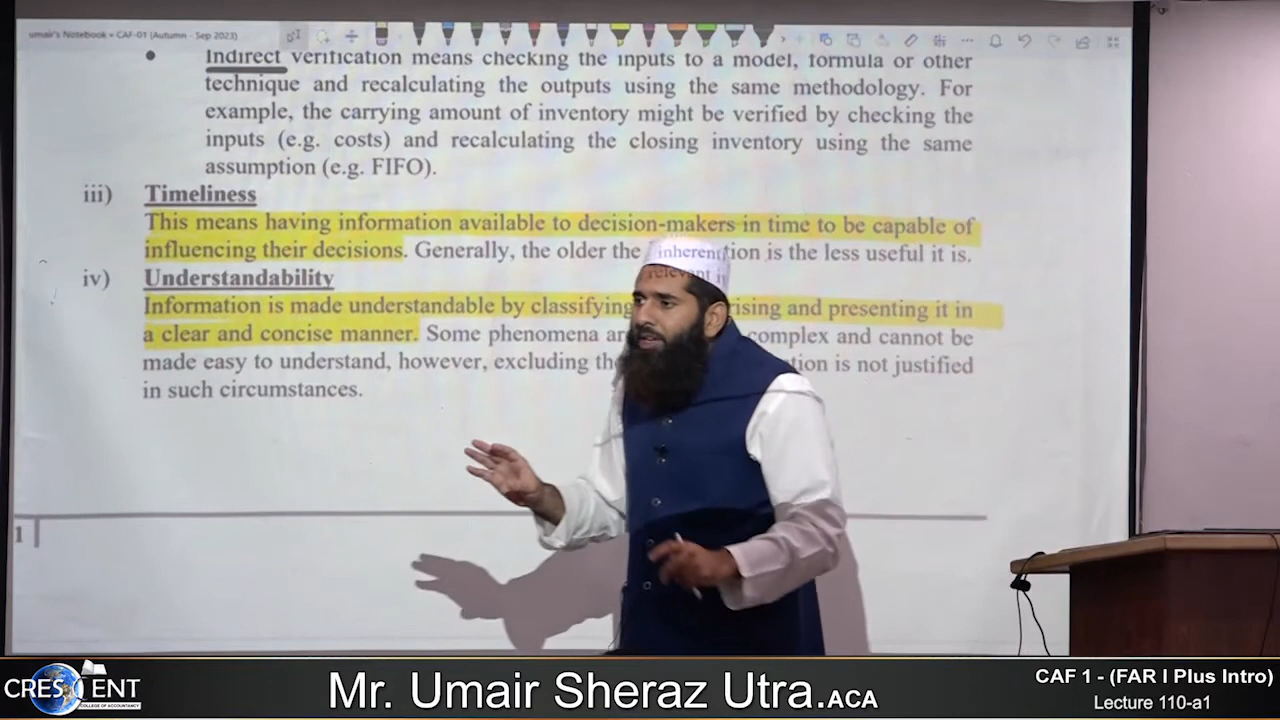 umair's Notebook • CAF-01 (Autumn - Sep 2023)
• Indirect verification means checking the inputs to a model, formula or other
technique and recalculating the outputs using the same methodology. For
example, the carrying amount of inventory might be verified by checking the
inputs (e.g. costs) and recalculating the closing inventory using the same
assumption (e.g. FIFO).
iii) Timeliness
This means having information available to decision-makers in time to be capable of
influencing their decisions. Generally, the older the tion is the less useful it is.
iv) Understandability
Information is made understandable by classifying rising and presenting it in
a clear and concise manner. Some phenomena ar inheren complex and cannot be
made easy to understand, however, excluding th relevant tion is not justified
in such circumstances.
1
CRESCENT
COLLEGE OF ACCOUNTANCY
Mr. Umair Sheraz Utra.ACA
CAF 1 - (FAR I Plus Intro)
Lecture 110-a1